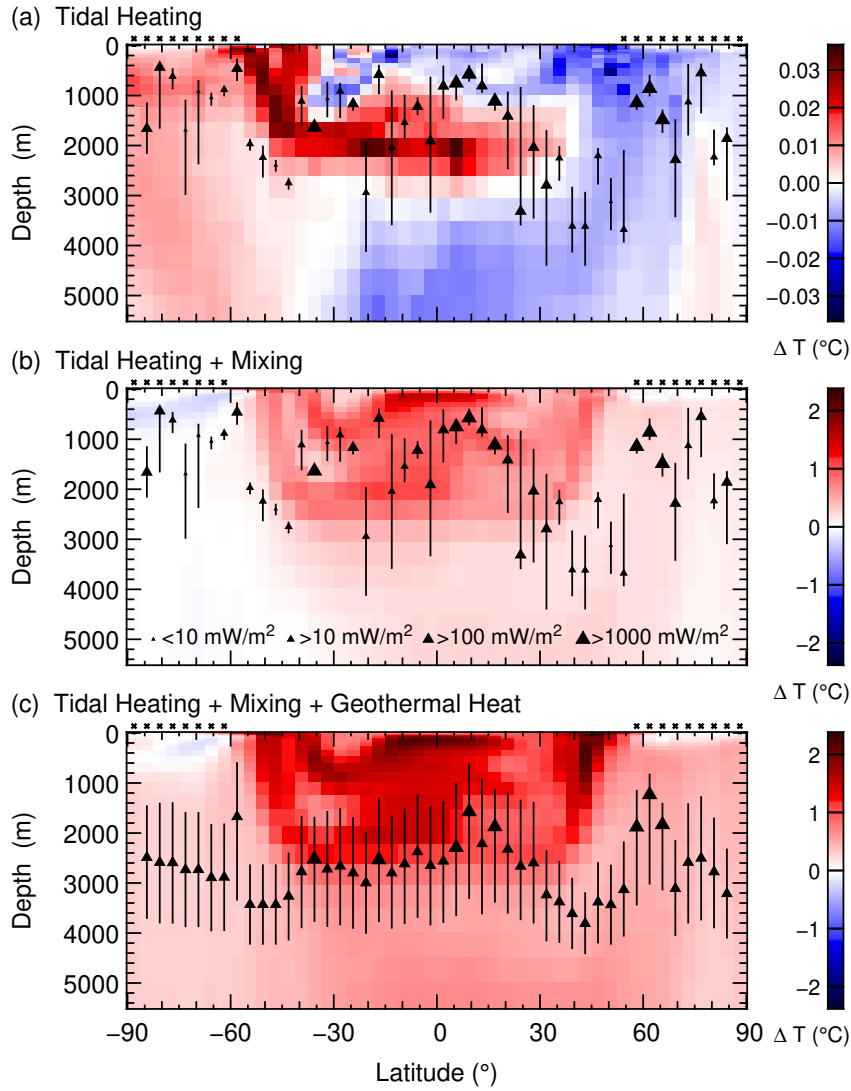 (a) Tidal Heating
0
1000
2000
3000
4000
5000
Depth (m)
0.03
0.02
0.01
0.00
−0.01
−0.02
−0.03
Δ T (°C)
(b) Tidal Heating + Mixing
0
1000
2000
3000
4000
5000
Depth (m)
<10 mW/m² >10 mW/m² >100 mW/m² >1000 mW/m²
2
1
0
−1
−2
Δ T (°C)
(c) Tidal Heating + Mixing + Geothermal Heat
0
1000
2000
3000
4000
5000
Depth (m)
2
1
0
−1
−2
Δ T (°C)
−90 −60 −30 0 30 60 90
Latitude (°)